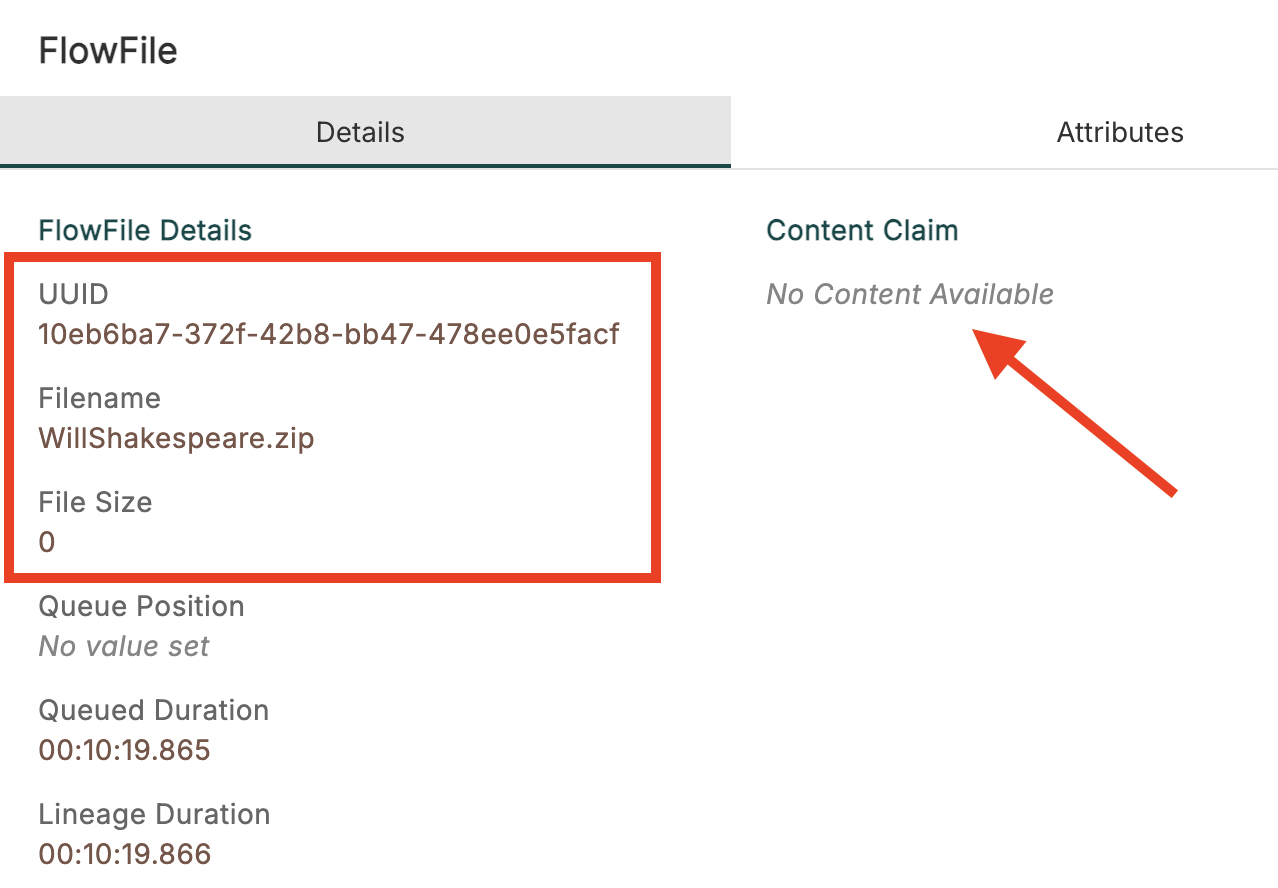 FlowFile
Details
Attributes
FlowFile Details
UUID
10eb6ba7-372f-42b8-bb47-478ee0e5facf
Filename
WillShakespeare.zip
File Size
0
Queue Position
No value set
Queued Duration
00:10:19.865
Lineage Duration
00:10:19.866
Content Claim
No Content Available